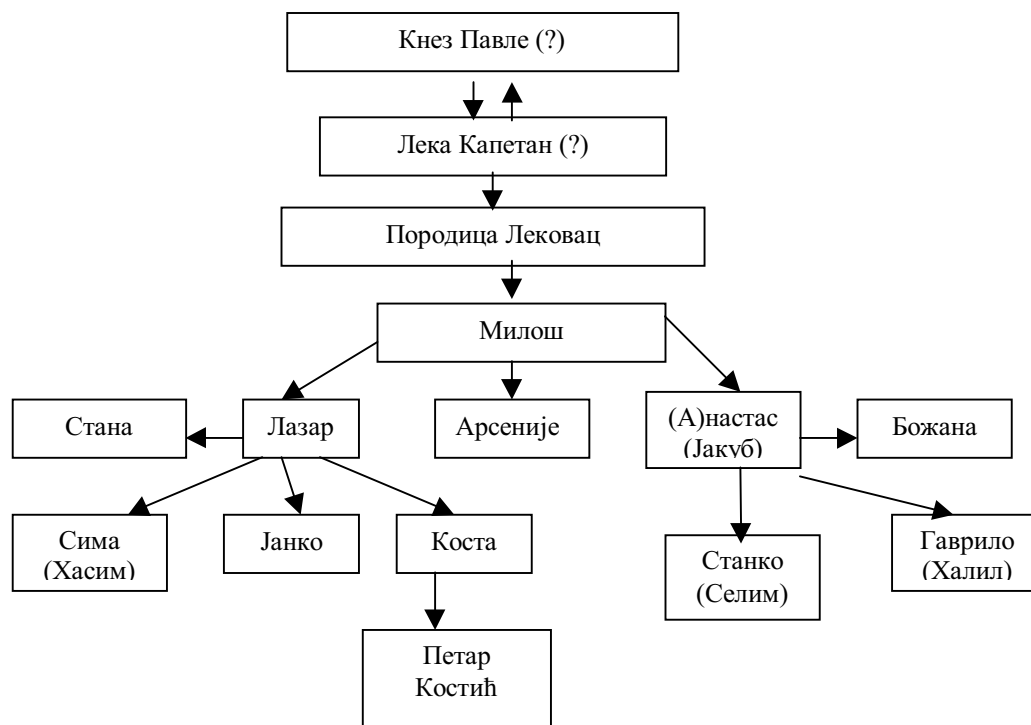 Кнез Павле (?)
Лека Капетан (?)
Породица Лековац
Милош
Стана
Лазар
Арсеније
(А)настас
(Јакуб)
Божана
Сима
(Хасим)
Јанко
Коста
Станко
(Селим)
Гаврило
(Халил)
Петар
Костић